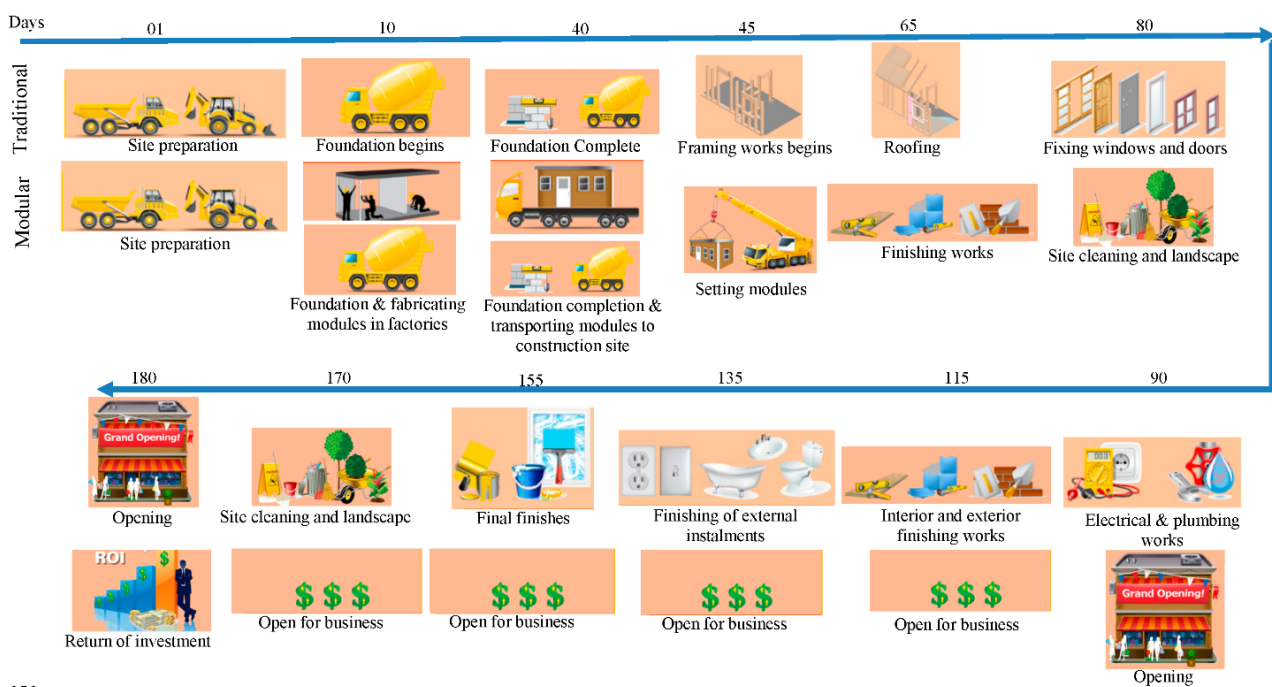 Days
01
10
40
45
65
80
Traditional
Site preparation
Foundation begins
Foundation Complete
Framing works begins
Roofing
Fixing windows and doors
Modular
Site preparation
Foundation & fabricating
modules in factories
Foundation completion &
transporting modules to
construction site
Setting modules
Finishing works
Site cleaning and landscape
180
170
155
135
115
90
Grand Opening!
Opening
Site cleaning and landscape
Final finishes
Finishing of external
instalments
Interior and exterior
finishing works
Electrical & plumbing
works
ROI
$
$ $ $
Return of investment
$ $ $
Open for business
$ $ $
Open for business
$ $ $
Open for business
$ $ $
Open for business
Grand Opening!
Opening